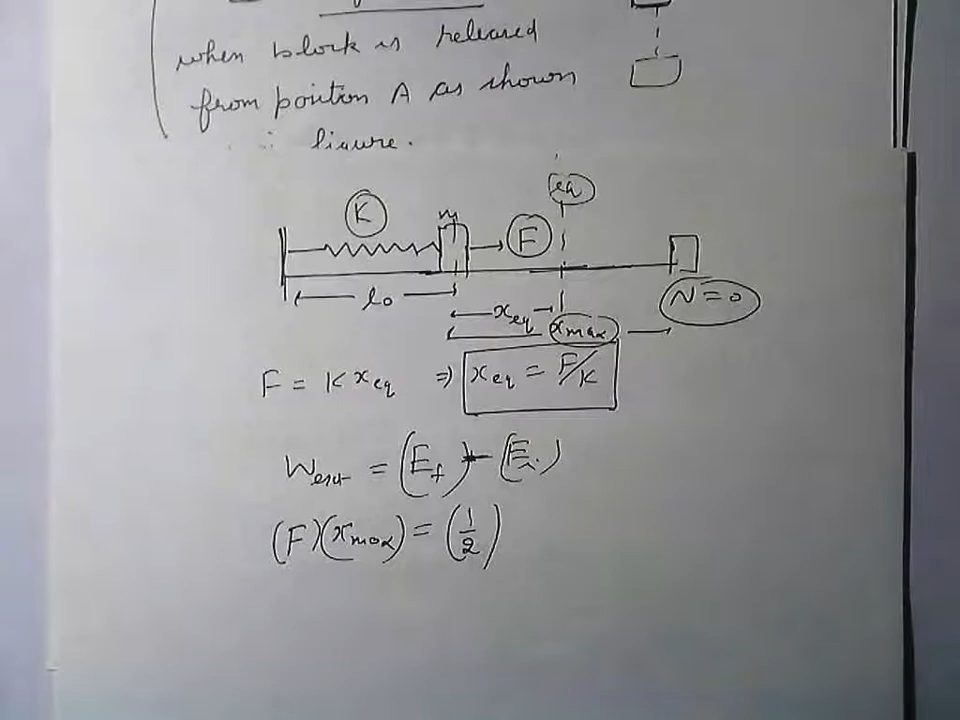 when block is released
from position A as shown
figure.
eq
K
m
F
l₀
x_eq
N = 0
x_max
F = K x_eq ⇒ x_eq = F/K
W_ext = (E_f) - (E_i)
(F)(x_max) = (1/2)